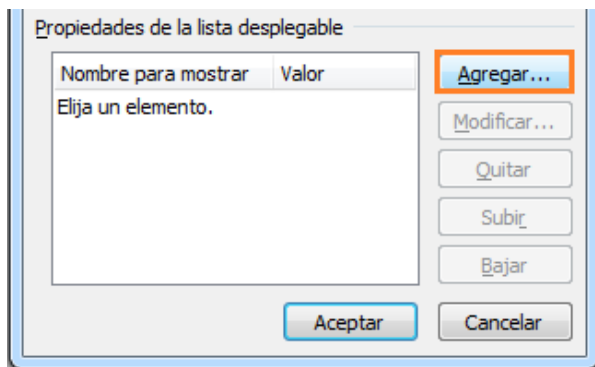 Propiedades de la lista desplegable
Nombre para mostrar Valor Agregar...
Elija un elemento.
Modificar...
Quitar
Subir
Bajar
Aceptar Cancelar